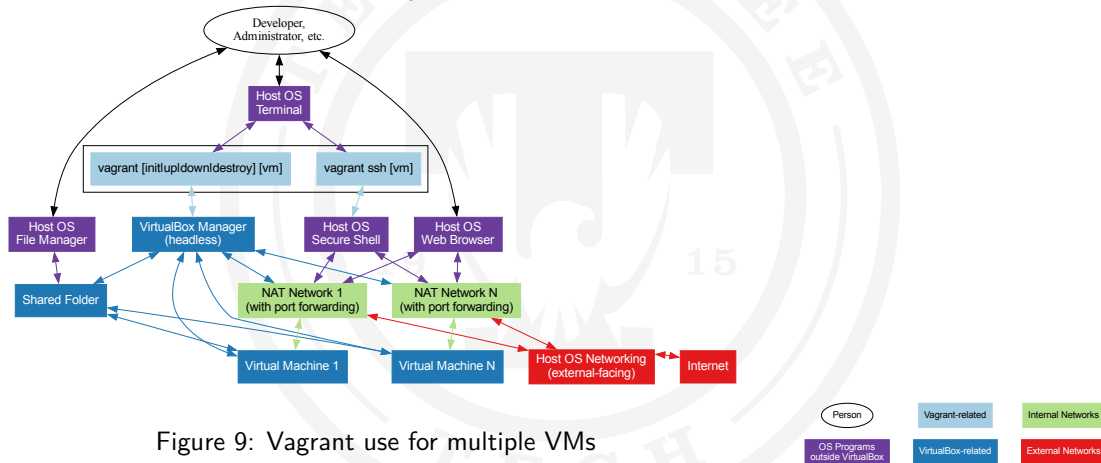 Developer,
Administrator, etc.
Host OS
Terminal
vagrant [init|up|down|destroy] [vm]
vagrant ssh [vm]
Host OS
File Manager
VirtualBox Manager
(headless)
Host OS
Secure Shell
Host OS
Web Browser
15
Shared Folder
NAT Network 1
(with port forwarding)
NAT Network N
(with port forwarding)
Virtual Machine 1
Virtual Machine N
Host OS Networking
(external-facing)
Internet
Figure 9: Vagrant use for multiple VMs
Person
Vagrant-related
Internal Networks
OS Programs
outside VirtualBox
VirtualBox-related
External Networks